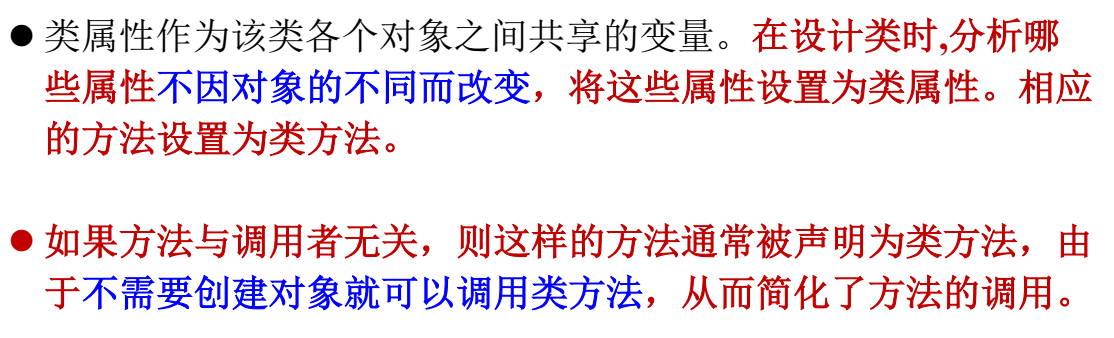 ● 类属性作为该类各个对象之间共享的变量。在设计类时,分析哪
些属性不因对象的不同而改变，将这些属性设置为类属性。相应
的方法设置为类方法。
● 如果方法与调用者无关，则这样的方法通常被声明为类方法，由
于不需要创建对象就可以调用类方法，从而简化了方法的调用。